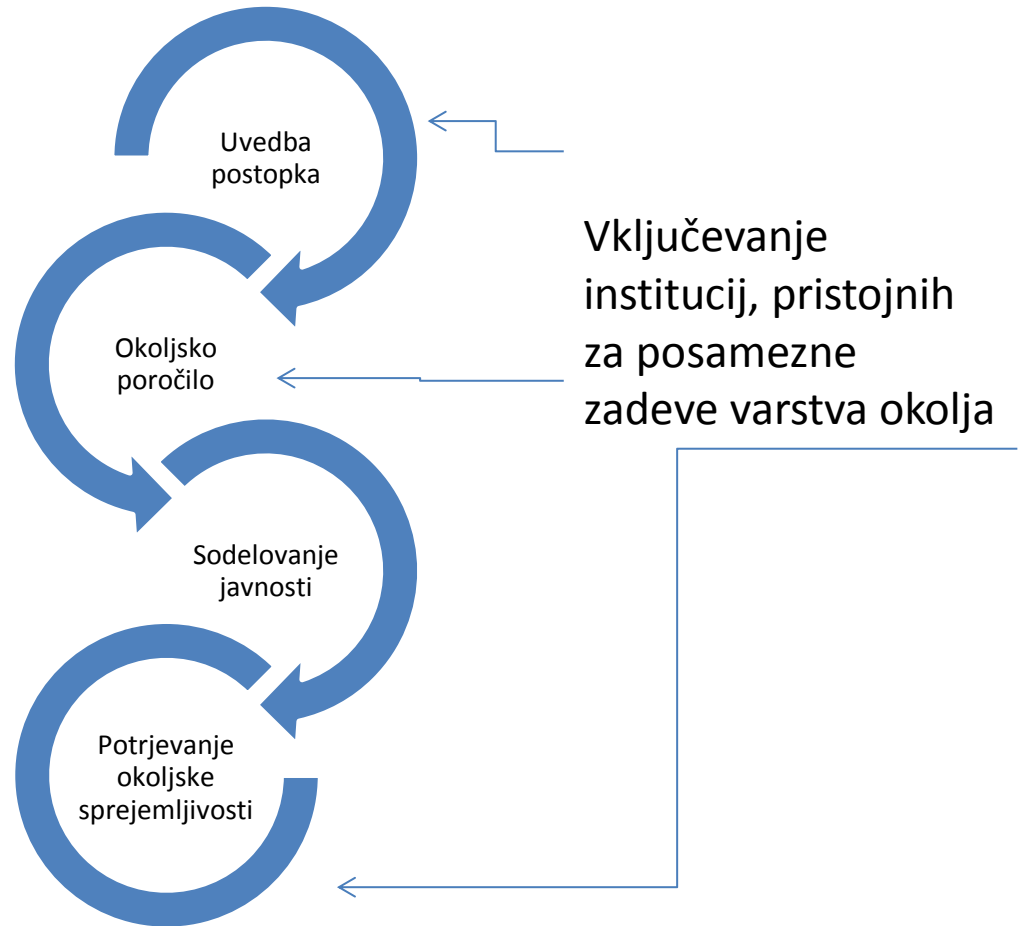 Uvedba
postopka
Vključevanje
institucij, pristojnih
za posamezne
zadeve varstva okolja
Okoljsko
poročilo
Sodelovanje
javnosti
Potrjevanje
okoljske
sprejemljivosti